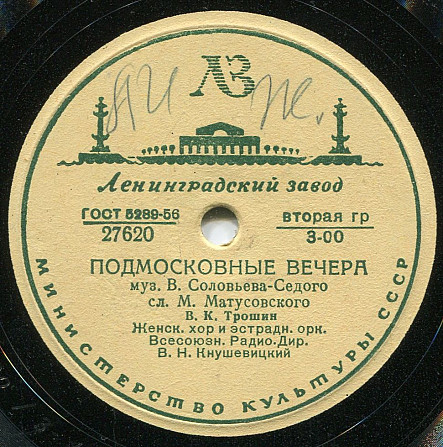 ЛЗ
Ленинградский завод
ГОСТ 5289-56
вторая гр
27620
3-00
ПОДМОСКОВНЫЕ ВЕЧЕРА
муз. В. Соловьева-Седого
сл. М. Матусовского
В. К. Трошин
Женск. хор и эстрадн. орк.
Всесоюзн. Радио. Дир.
В. Н. Кнушевицкий
МИНИСТЕРСТВО КУЛЬТУРЫ СССР